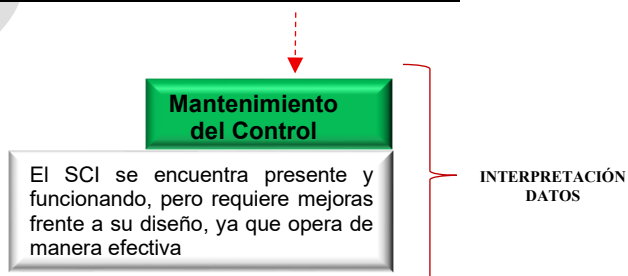 Mantenimiento
del Control
El SCI se encuentra presente y
funcionando, pero requiere mejoras
frente a su diseño, ya que opera de
manera efectiva
INTERPRETACIÓN
DATOS